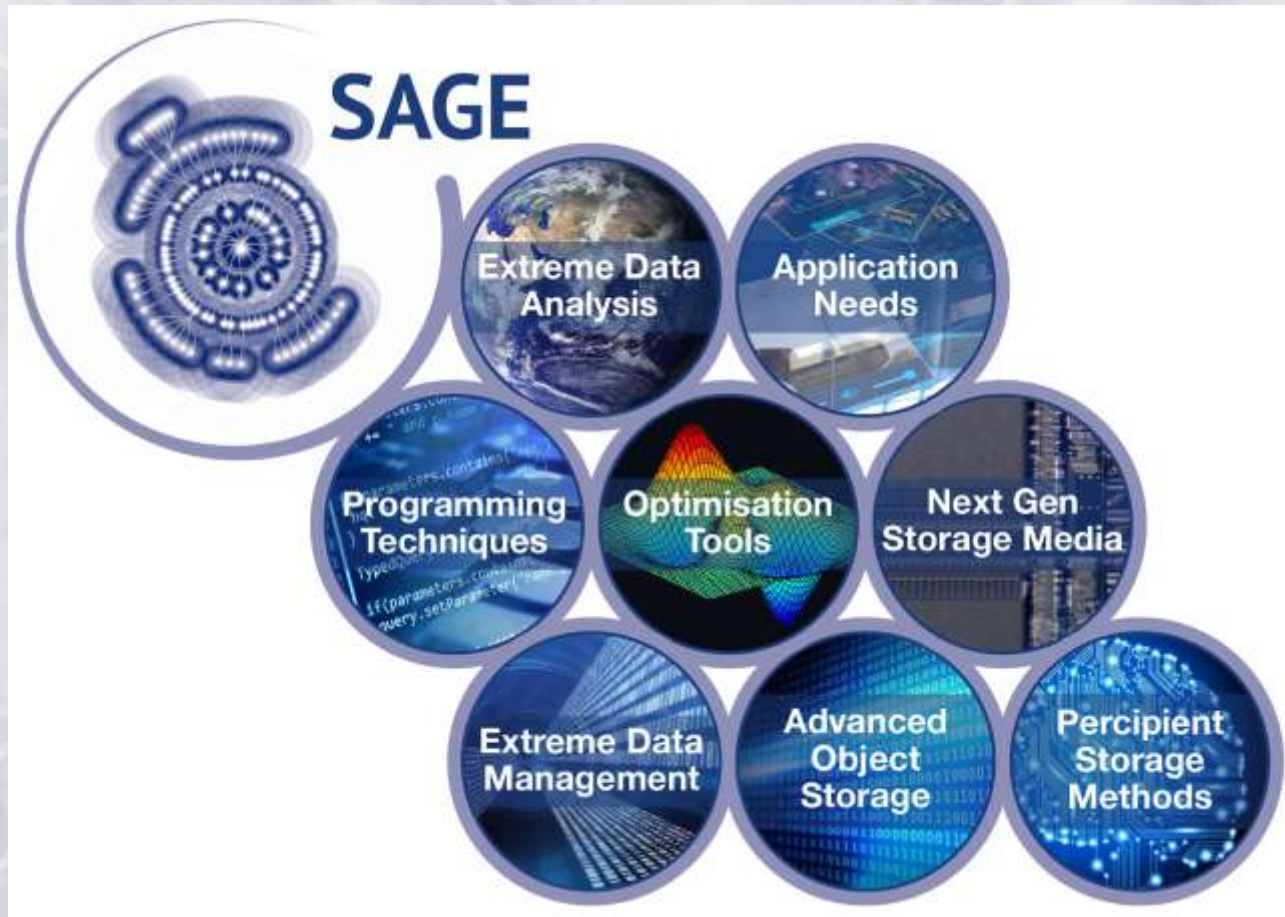 SAGE
Extreme Data
Analysis
Application
Needs
Programming
Techniques
Optimisation
Tools
Next Gen
Storage Media
Extreme Data
Management
Advanced
Object
Storage
Percipient
Storage
Methods